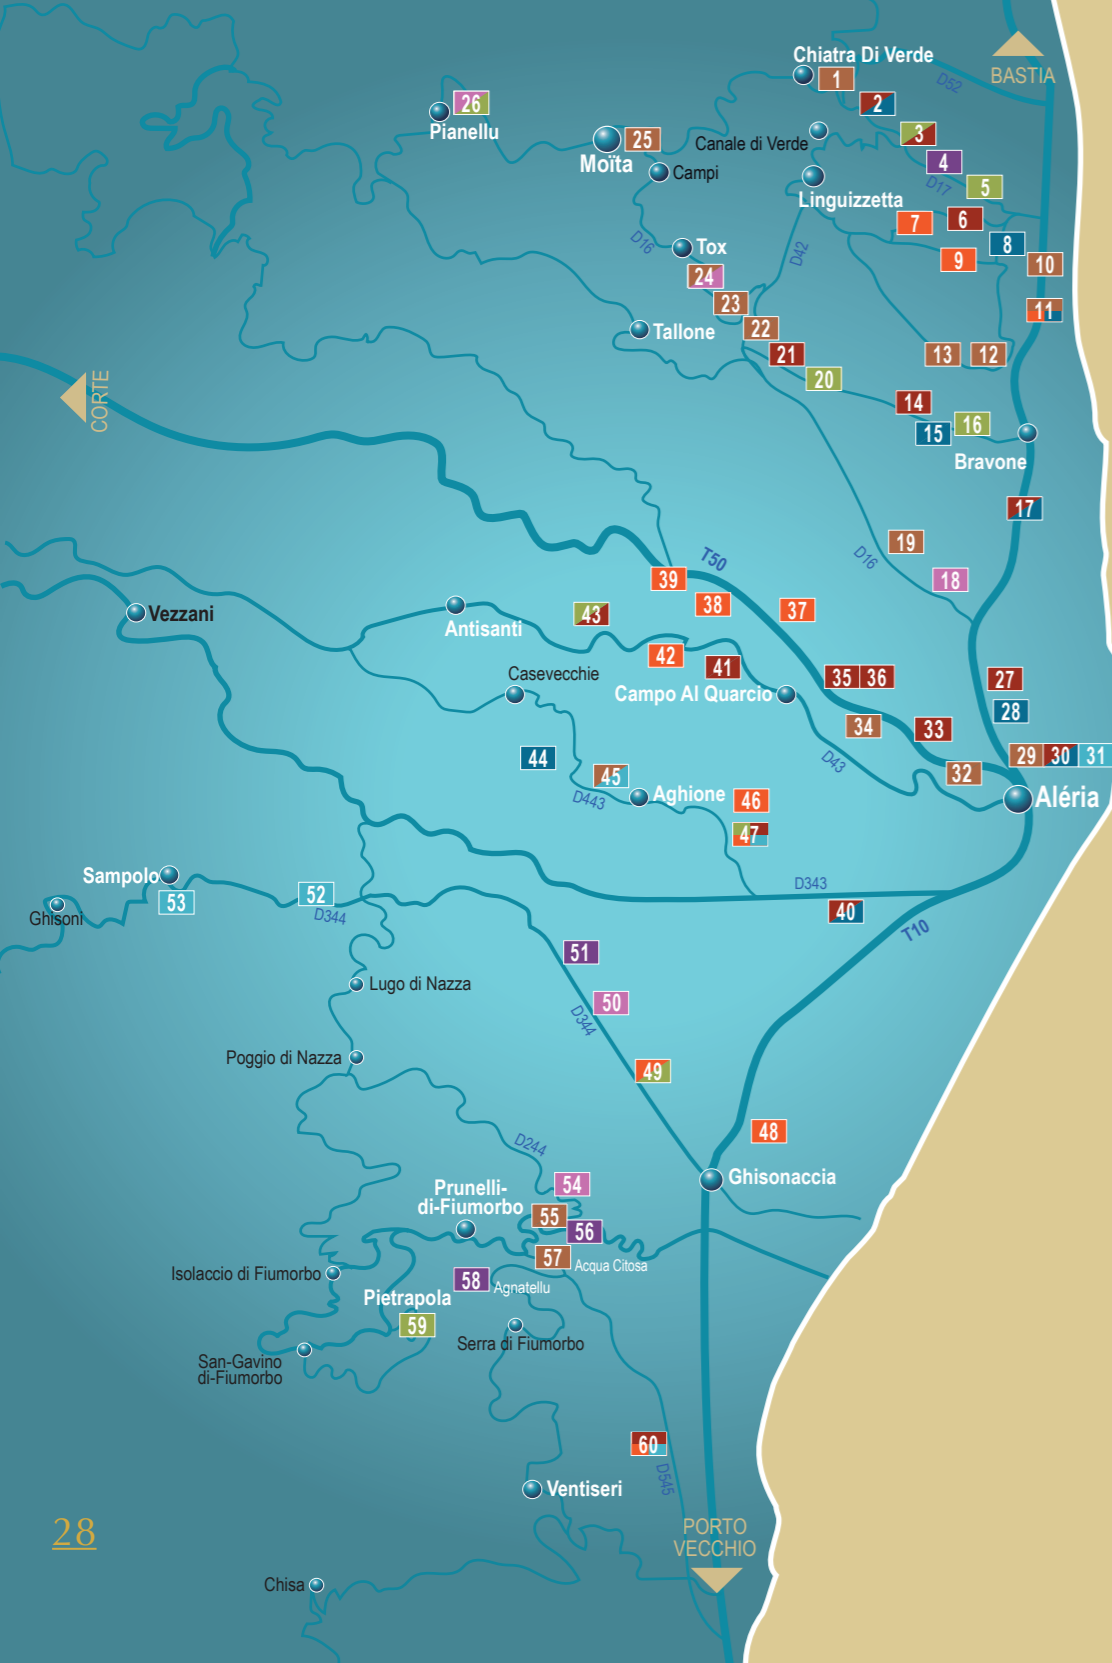 Chiatra Di Verde
1
BASTIA
D52
2
26
Pianellu
25
Moïta
Canale di Verde
3
4
Campi
D17
5
Linguizzetta
7
6
8
D16
Tox
D42
9
10
24
23
11
22
Tallone
21
13
12
20
CORTE
14
15
16
Bravone
17
19
D16
T50
18
39
38
37
43
Vezzani
Antisanti
42
41
Casevecchie
Campo Al Quarcio
35
36
27
28
34
33
44
D43
29
30
31
45
32
D443
Aghione
46
Aléria
47
Sampolo
D343
53
52
40
Ghisoni
D344
T10
51
Lugo di Nazza
50
D344
Poggio di Nazza
49
48
D244
Ghisonaccia
54
Prunelli-
di-Fiumorbo
55
56
57
Acqua Citosa
Isolaccio di Fiumorbo
58
Agnatellu
Pietrapola
59
Serra di Fiumorbo
San-Gavino
di-Fiumorbo
60
D545
Ventiseri
28
PORTO
VECCHIO
Chisa